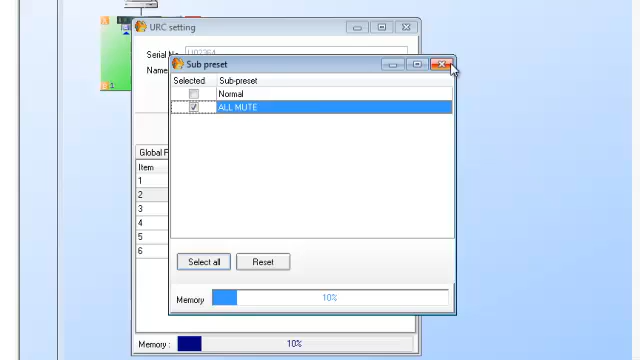 URC setting
Serial No.
Name
Sub preset
Selected Sub-preset
Normal
ALL MUTE
Global
Item
1
2
3
4
5
6
Select all Reset
Memory 10%
Memory : 10%